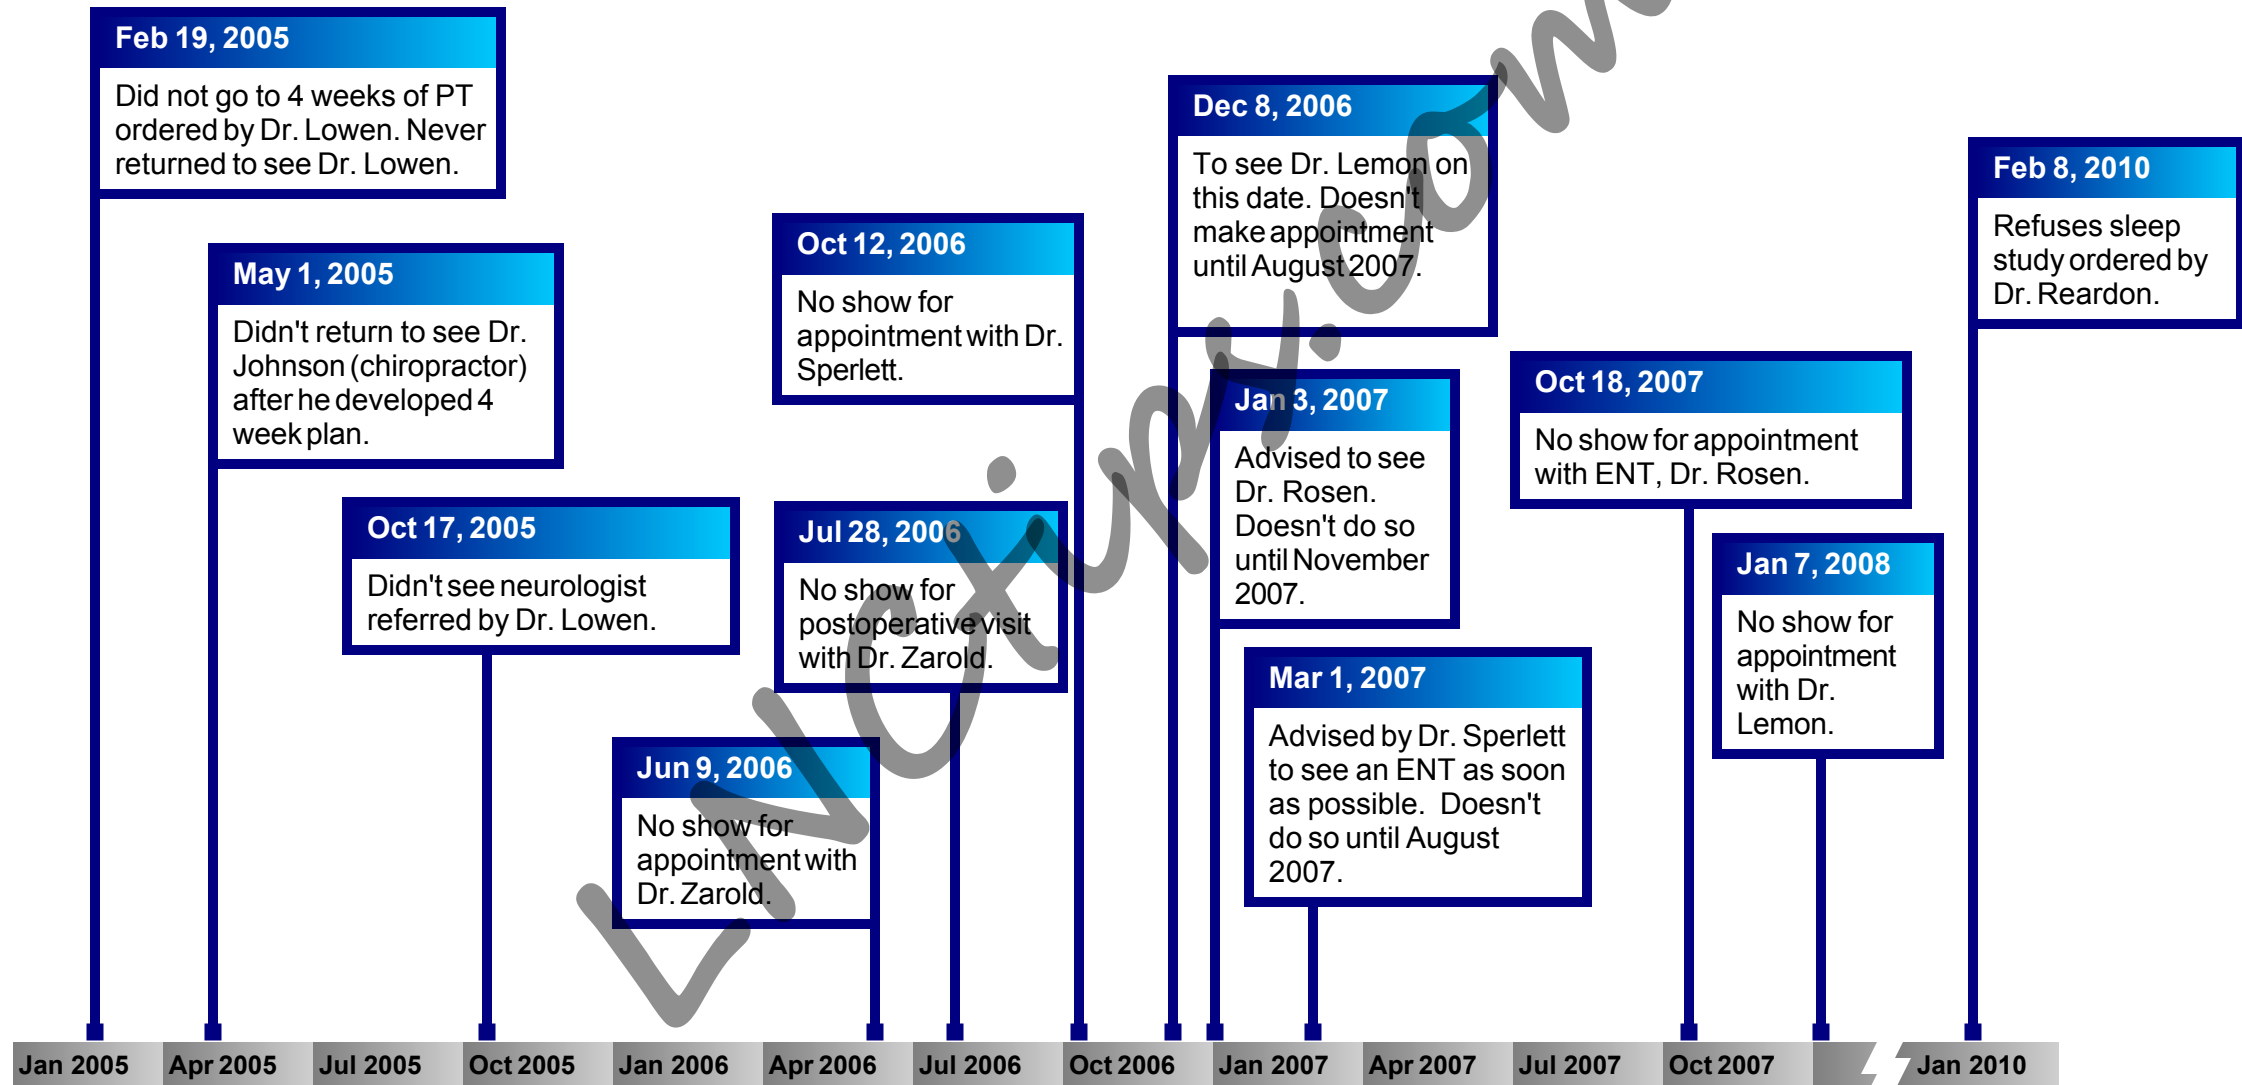 Feb 19, 2005
Did not go to 4 weeks of PT
ordered by Dr. Lowen. Never
returned to see Dr. Lowen.
May 1, 2005
Didn't return to see Dr.
Johnson (chiropractor)
after he developed 4
week plan.
Oct 17, 2005
Didn't see neurologist
referred by Dr. Lowen.
Jun 9, 2006
No show for
appointment with
Dr. Zarold.
Jul 28, 2006
No show for
postoperative visit
with Dr. Zarold.
Oct 12, 2006
No show for
appointment with Dr.
Sperlett.
Dec 8, 2006
To see Dr. Lemon on
this date. Doesn't
make appointment
until August 2007.
Jan 3, 2007
Advised to see
Dr. Rosen.
Doesn't do so
until November
2007.
Mar 1, 2007
Advised by Dr. Sperlett
to see an ENT as soon
as possible. Doesn't
do so until August
2007.
Oct 18, 2007
No show for appointment
with ENT, Dr. Rosen.
Jan 7, 2008
No show for
appointment
with Dr.
Lemon.
Feb 8, 2010
Refuses sleep
study ordered by
Dr. Reardon.
LNCtips.com
Jan 2005 Apr 2005 Jul 2005 Oct 2005 Jan 2006 Apr 2006 Jul 2006 Oct 2006 Jan 2007 Apr 2007 Jul 2007 Oct 2007 Jan 2010